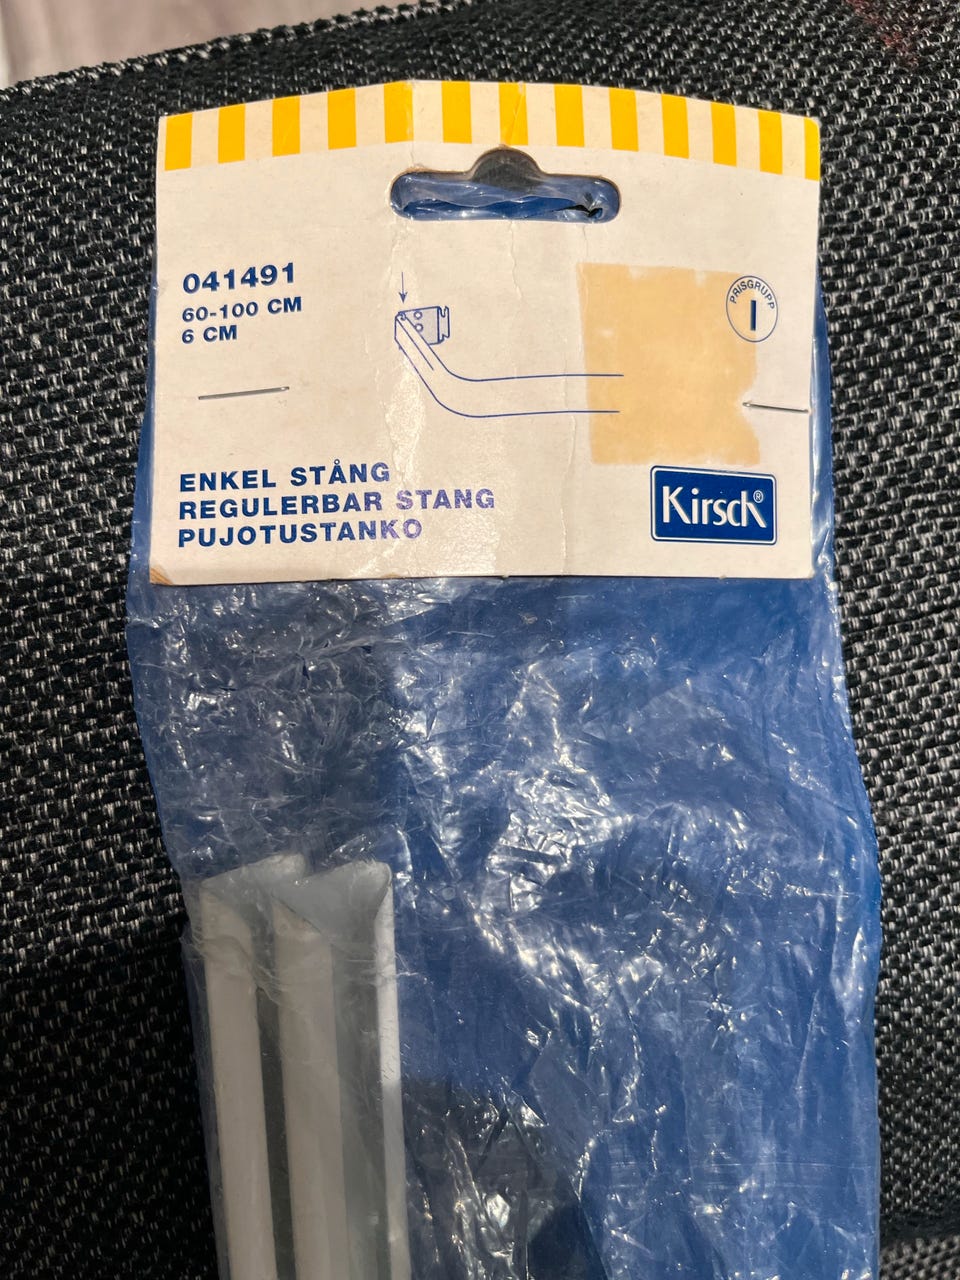 041491
60-100 CM
6 CM
PRISGRUPP
I
ENKEL STÅNG
REGULERBAR STANG
PUJOTUSTANKO
Kirsch®